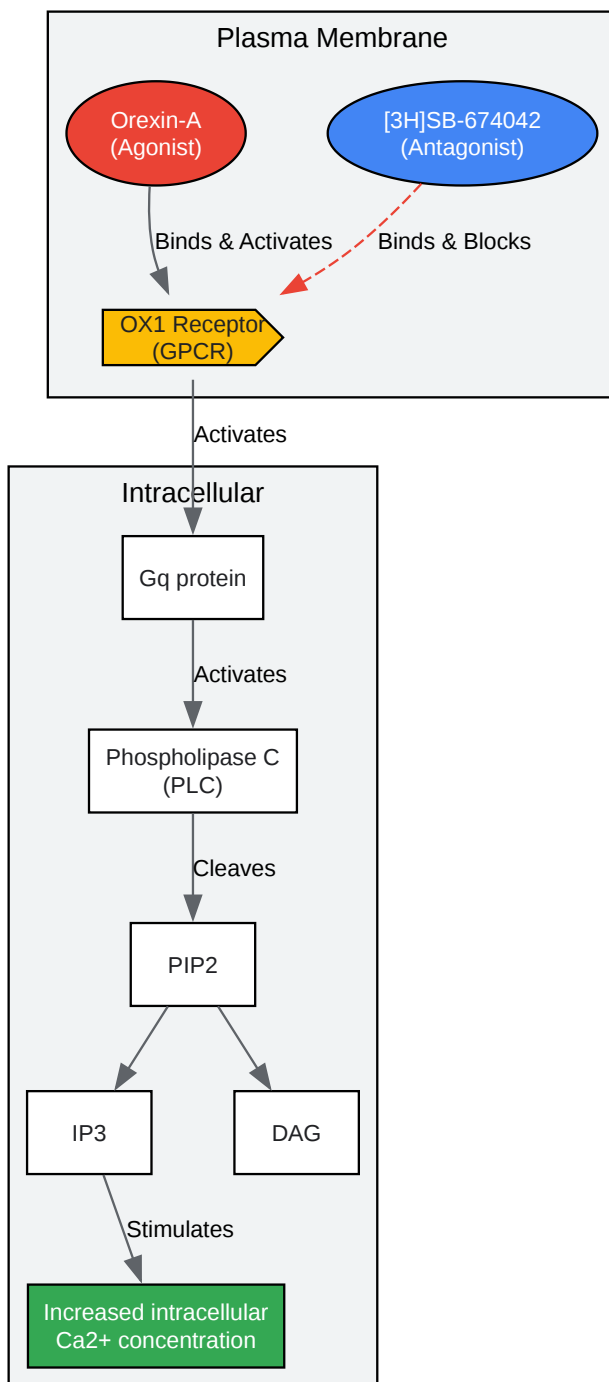 Plasma Membrane
Orexin-A
(Agonist)
[3H]SB-674042
(Antagonist)
Binds & Activates
Binds & Blocks
OX1 Receptor
(GPCR)
Activates
Intracellular
Gq protein
Activates
Phospholipase C
(PLC)
Cleaves
PIP2
IP3
DAG
Stimulates
Increased intracellular
Ca2+ concentration